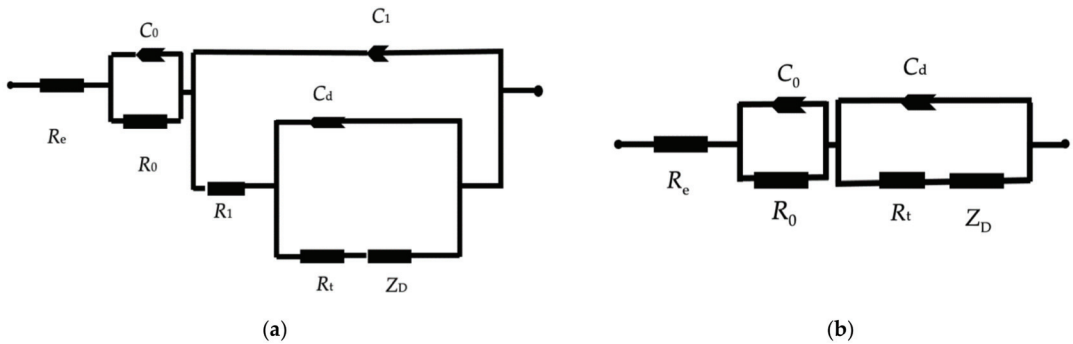 C0 C1
Cd
Re
R0
R1
Rt ZD
(a)
C0 Cd
Re
R0 Rt ZD
(b)